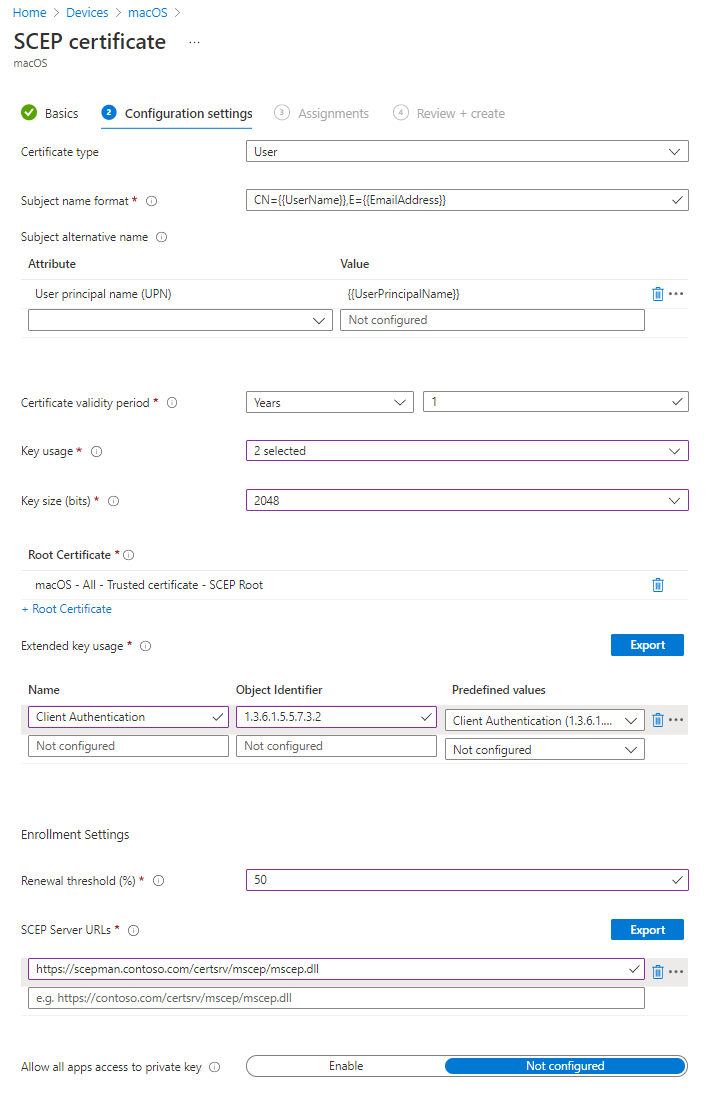 Home > Devices > macOS >
SCEP certificate ...
macOS
Basics 2 Configuration settings 3 Assignments 4 Review + create
Certificate type User
Subject name format * CN={{UserName}},E={{EmailAddress}}
Subject alternative name
Attribute Value
User principal name (UPN) {{UserPrincipalName}}
Not configured
Certificate validity period * Years 1
Key usage * 2 selected
Key size (bits) * 2048
Root Certificate *
macOS - All - Trusted certificate - SCEP Root
+ Root Certificate
Extended key usage * Export
Name Object Identifier Predefined values
Client Authentication 1.3.6.1.5.5.7.3.2 Client Authentication (1.3.6.1....
Not configured Not configured Not configured
Enrollment Settings
Renewal threshold (%) * 50
SCEP Server URLs * Export
https://scepman.contoso.com/certsrv/mscep/mscep.dll
e.g. https://contoso.com/certsrv/mscep/mscep.dll
Allow all apps access to private key Enable Not configured